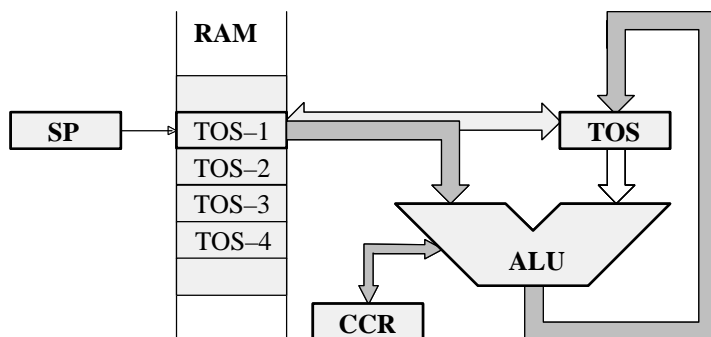 RAM
SP
TOS–1
TOS
TOS–2
TOS–3
TOS–4
ALU
CCR